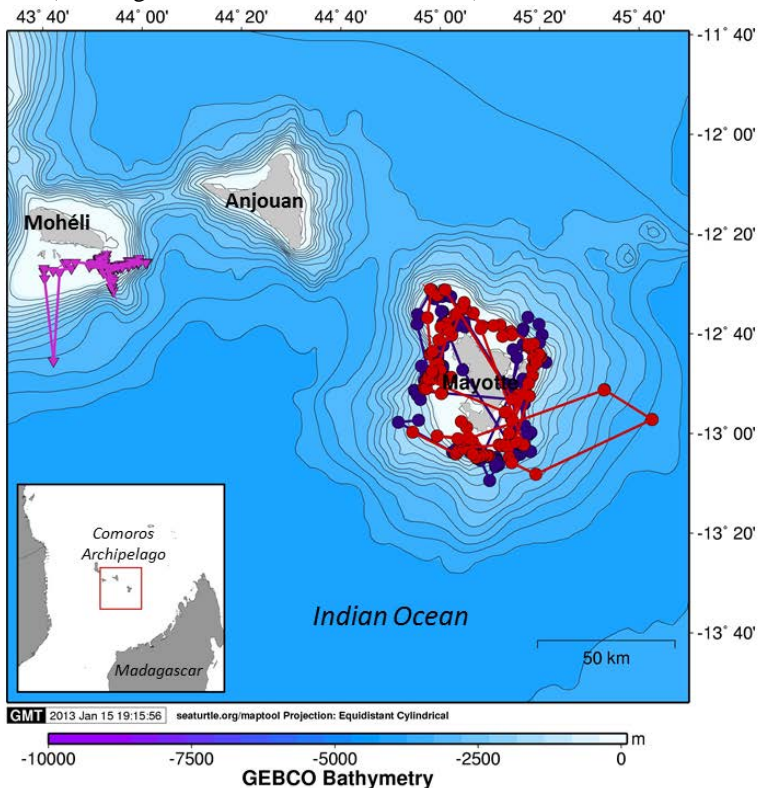 43˚ 40' 44˚ 00' 44˚ 20' 44˚ 40' 45˚ 00' 45˚ 20' 45˚ 40'
-11˚ 40'
-12˚ 00'
-12˚ 20'
-12˚ 40'
-13˚ 00'
-13˚ 20'
-13˚ 40'
Mohéli
Anjouan
Mayotte
Comoros
Archipelago
Madagascar
Indian Ocean
50 km
GMT 2013 Jan 15 19:15:56 seaturtle.org/maptool Projection: Equidistant Cylindrical
m
-10000 -7500 -5000 -2500 0
GEBCO Bathymetry